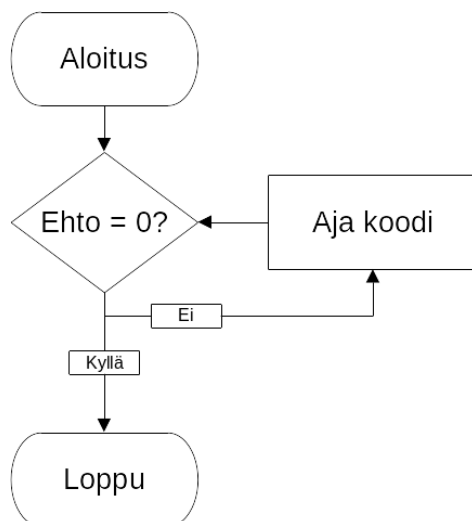 Aloitus
Ehto = 0?
Aja koodi
Ei
Kyllä
Loppu